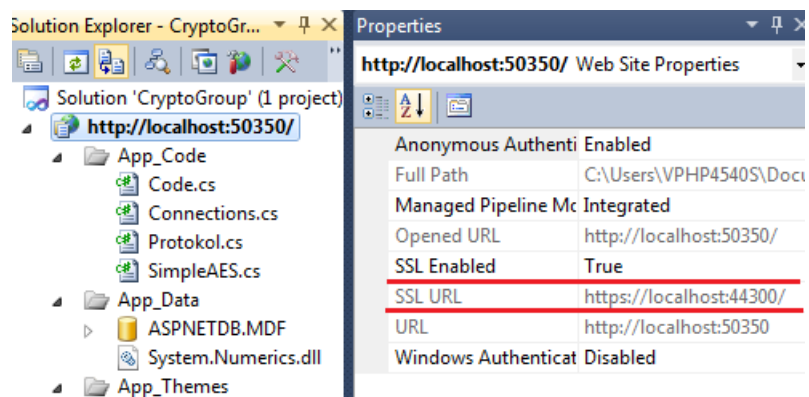 Solution Explorer - CryptoGr...
Solution 'CryptoGroup' (1 project)
http://localhost:50350/
App_Code
Code.cs
Connections.cs
Protokol.cs
SimpleAES.cs
App_Data
ASPNETDB.MDF
System.Numerics.dll
App_Themes
Properties
http://localhost:50350/ Web Site Properties
Anonymous Authenti Enabled
Full Path C:\Users\VPHP4540S\Docu
Managed Pipeline Mo Integrated
Opened URL http://localhost:50350/
SSL Enabled True
SSL URL https://localhost:44300/
URL http://localhost:50350
Windows Authenticat Disabled